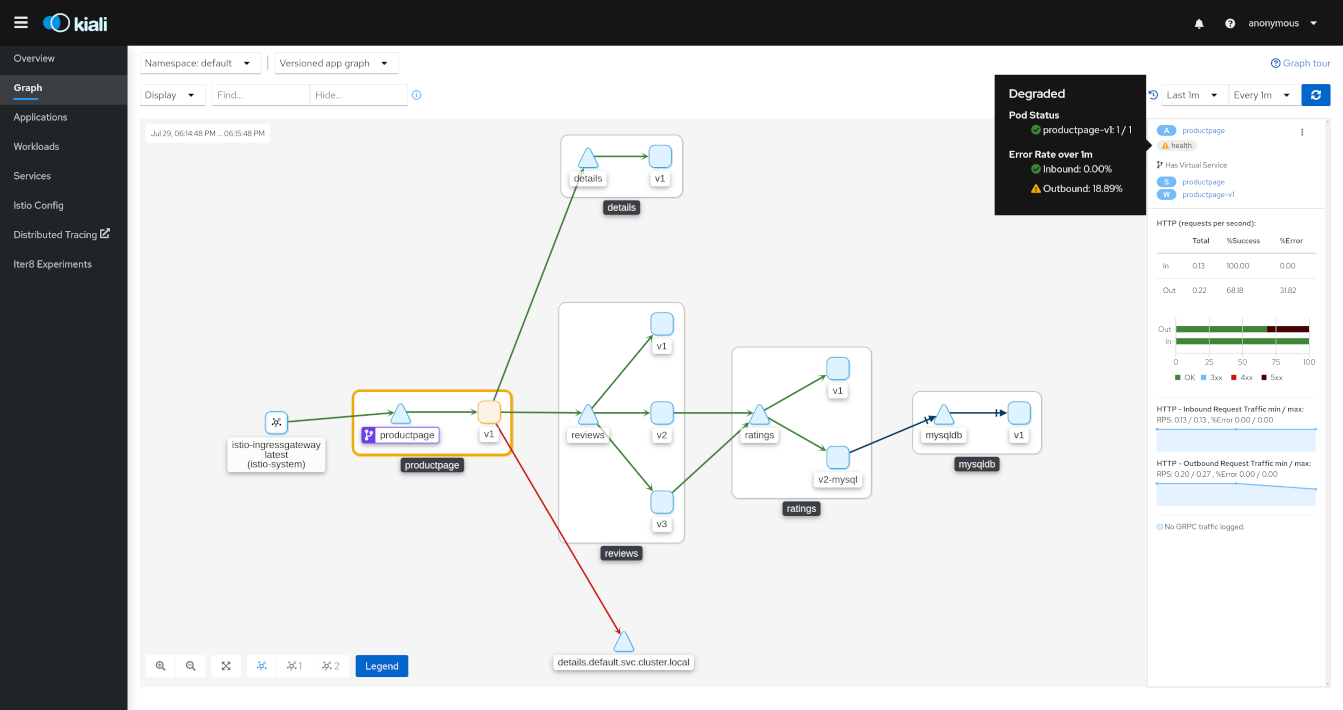 kiali
anonymous
Overview
Graph
Applications
Workloads
Services
Istio Config
Distributed Tracing
Iter8 Experiments
Namespace: default
Versioned app graph
Graph tour
Display
Find...
Hide...
Last 1m
Every 1m
Jul 29, 06:14:48 PM ... 06:15:48 PM
Degraded
Pod Status
productpage-v1: 1 / 1
Error Rate over 1m
Inbound: 0.00%
Outbound: 18.89%
details
v1
details
v1
reviews
v2
v3
reviews
istio-ingressgateway
latest
(istio-system)
productpage
v1
productpage
ratings
v1
v2-mysql
ratings
mysqldb
v1
mysqldb
details.default.svc.cluster.local
1
2
Legend
A productpage
health
Has Virtual Service
S productpage
W productpage-v1
HTTP (requests per second):
Total %Success %Error
In 0.13 100.00 0.00
Out 0.22 68.18 31.82
Out
In
0 25 50 75 100
OK 3xx 4xx 5xx
HTTP - Inbound Request Traffic min / max:
RPS: 0.13 / 0.13 , %Error 0.00 / 0.00
HTTP - Outbound Request Traffic min / max:
RPS: 0.20 / 0.27 , %Error 0.00 / 0.00
No GRPC traffic logged.